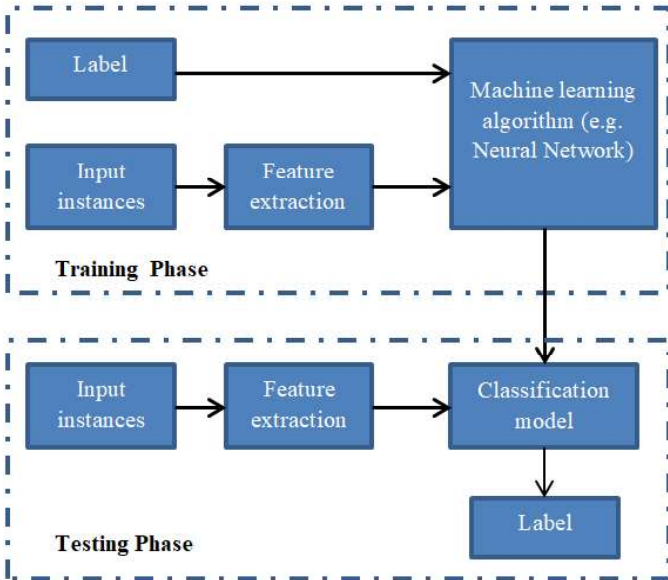 Label
Machine learning
algorithm (e.g.
Neural Network)
Input
instances
Feature
extraction
Training Phase
Input
instances
Feature
extraction
Classification
model
Label
Testing Phase